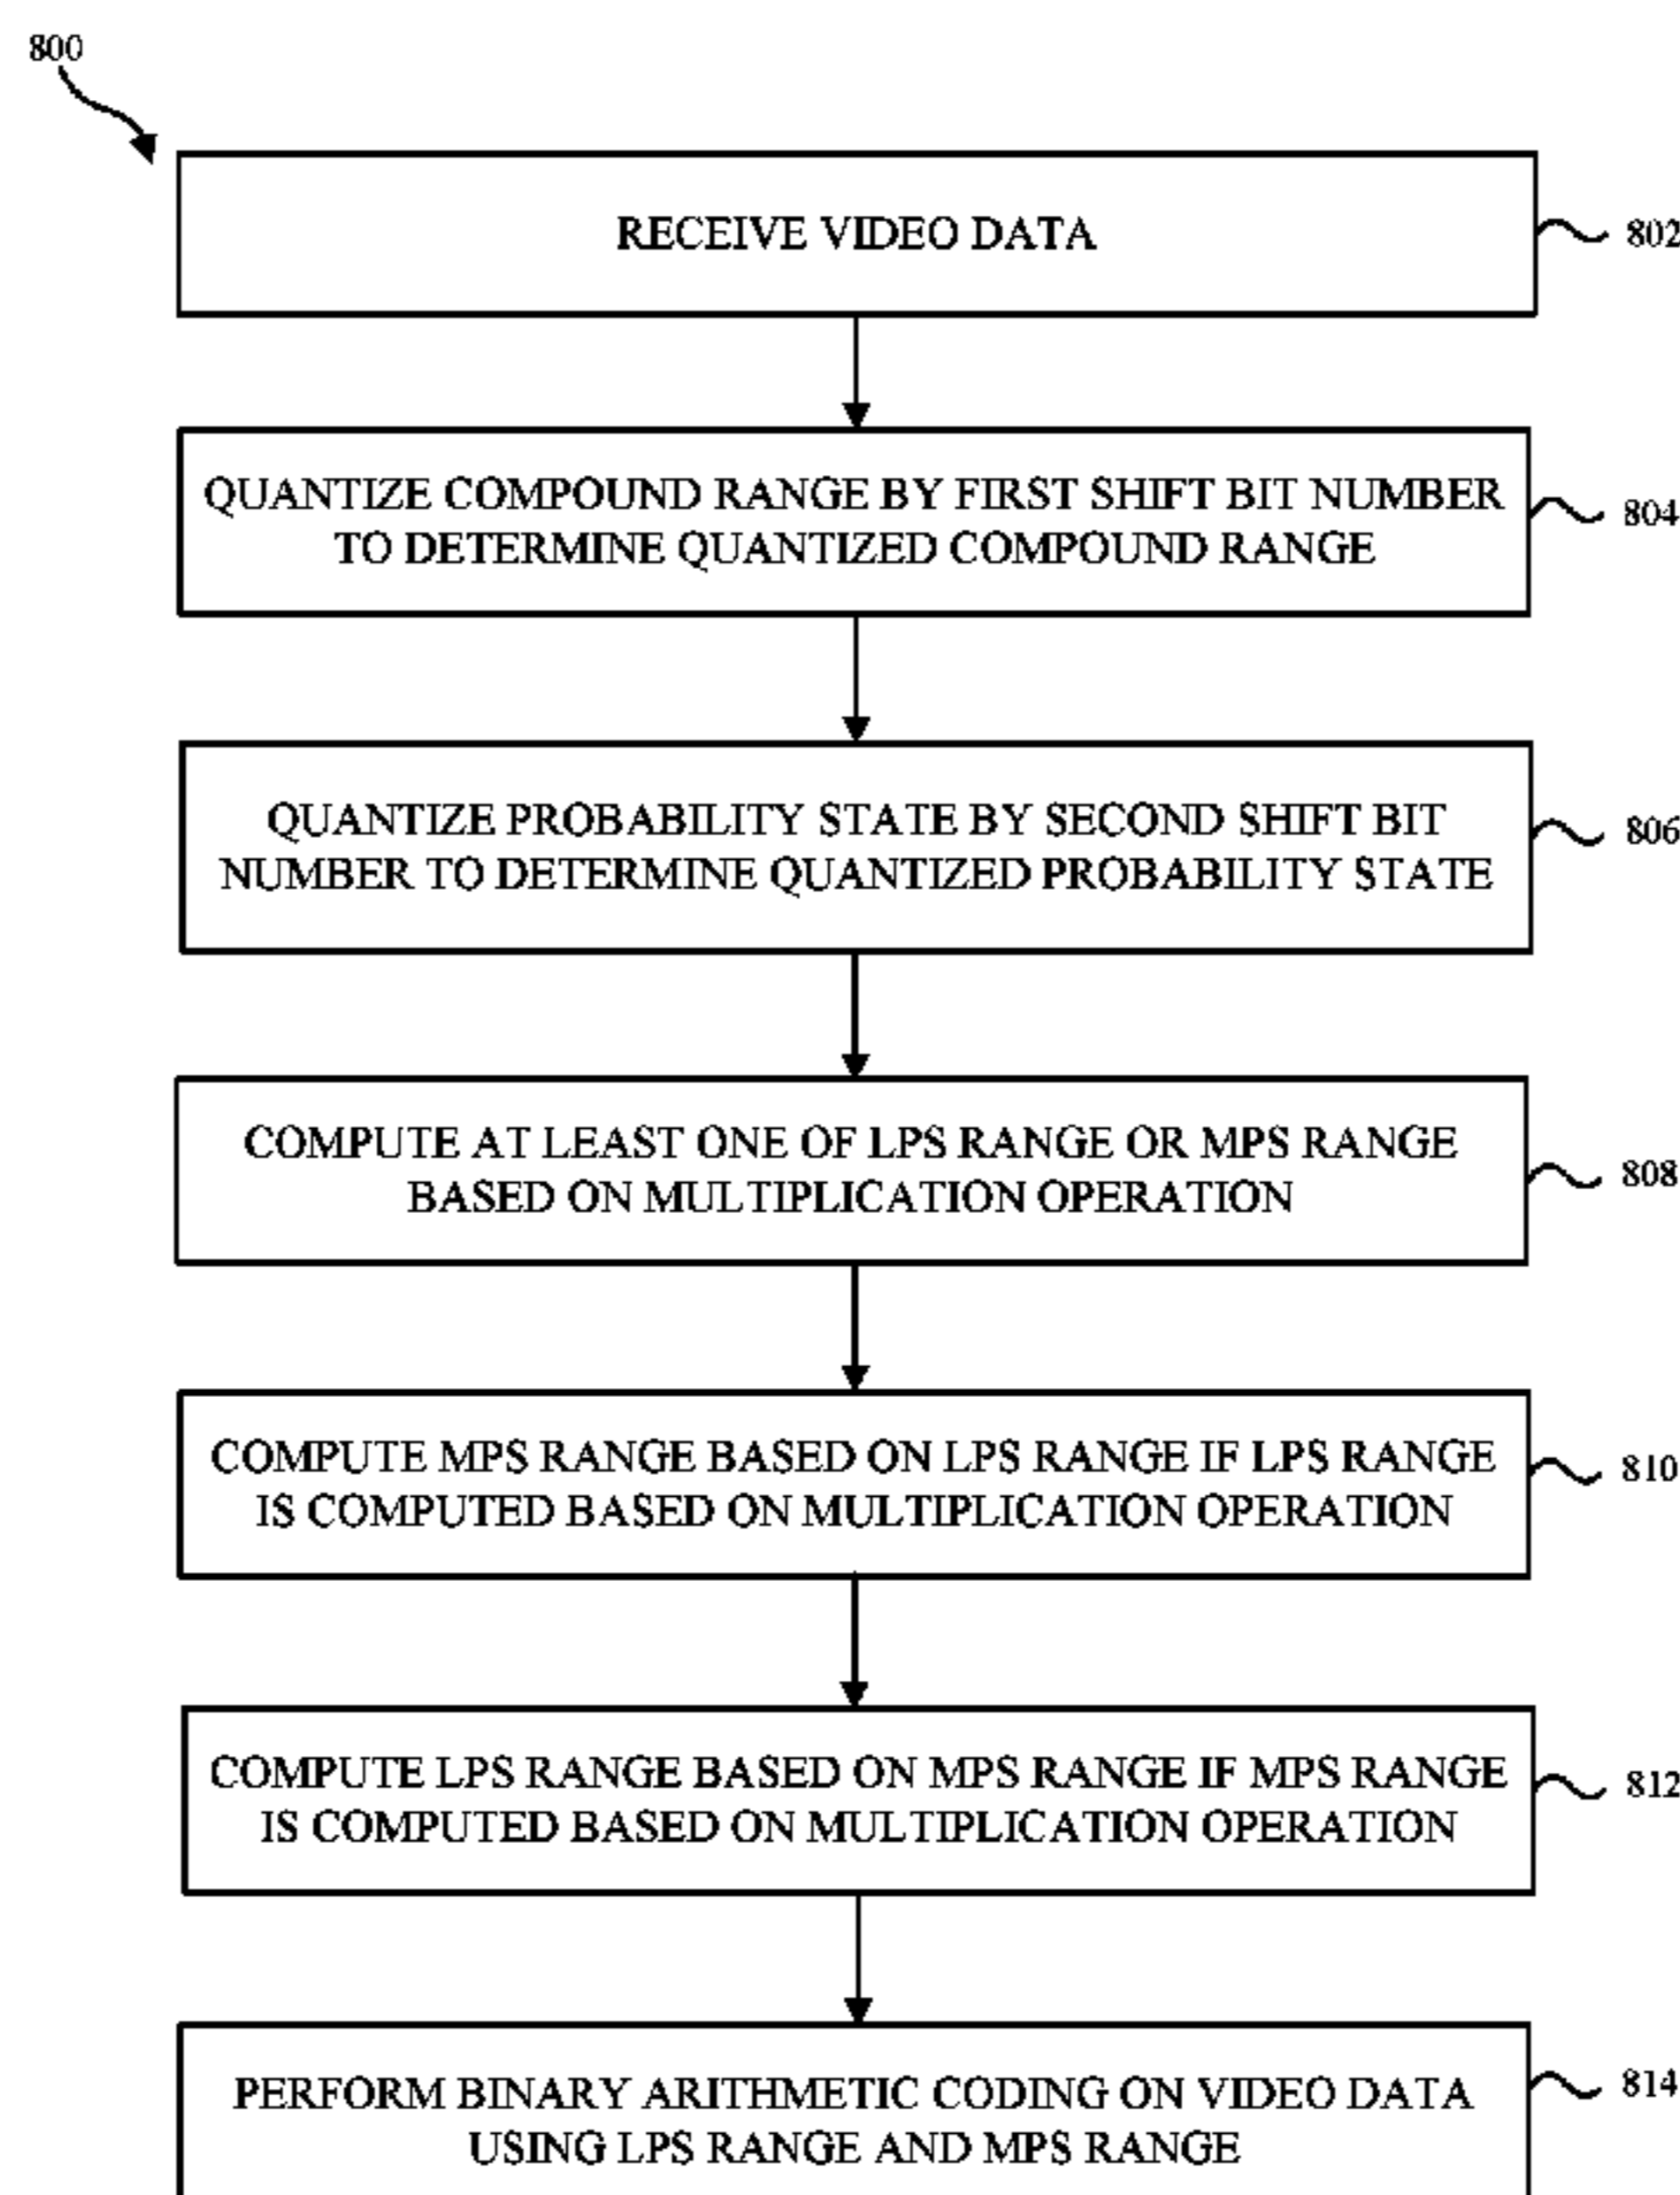 800
RECEIVE VIDEO DATA
802
QUANTIZE COMPOUND RANGE BY FIRST SHIFT BIT NUMBER
TO DETERMINE QUANTIZED COMPOUND RANGE
804
QUANTIZE PROBABILITY STATE BY SECOND SHIFT BIT
NUMBER TO DETERMINE QUANTIZED PROBABILITY STATE
806
COMPUTE AT LEAST ONE OF LPS RANGE OR MPS RANGE
BASED ON MULTIPLICATION OPERATION
808
COMPUTE MPS RANGE BASED ON LPS RANGE IF LPS RANGE
IS COMPUTED BASED ON MULTIPLICATION OPERATION
810
COMPUTE LPS RANGE BASED ON MPS RANGE IF MPS RANGE
IS COMPUTED BASED ON MULTIPLICATION OPERATION
812
PERFORM BINARY ARITHMETIC CODING ON VIDEO DATA
USING LPS RANGE AND MPS RANGE
814